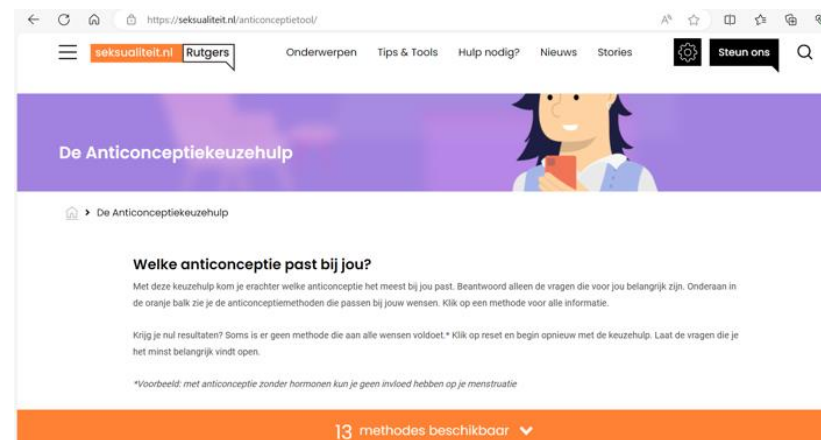 https://seksualiteit.nl/anticonceptietool/
seksualiteit.nl Rutgers Onderwerpen Tips & Tools Hulp nodig? Nieuws Stories Steun ons
De Anticonceptiekeuzehulp
De Anticonceptiekeuzehulp
Welke anticonceptie past bij jou?
Met deze keuzehulp kom je erachter welke anticonceptie het meest bij jou past. Beantwoord alleen de vragen die voor jou belangrijk zijn. Onderaan in
de oranje balk zie je de anticonceptiemethoden die passen bij jouw wensen. Klik op een methode voor alle informatie.
Krijg je nul resultaten? Soms is er geen methode die aan alle wensen voldoet.* Klik op reset en begin opnieuw met de keuzehulp. Laat de vragen die je
het minst belangrijk vindt open.
*Voorbeeld: met anticonceptie zonder hormonen kun je geen invloed hebben op je menstruatie
13 methodes beschikbaar